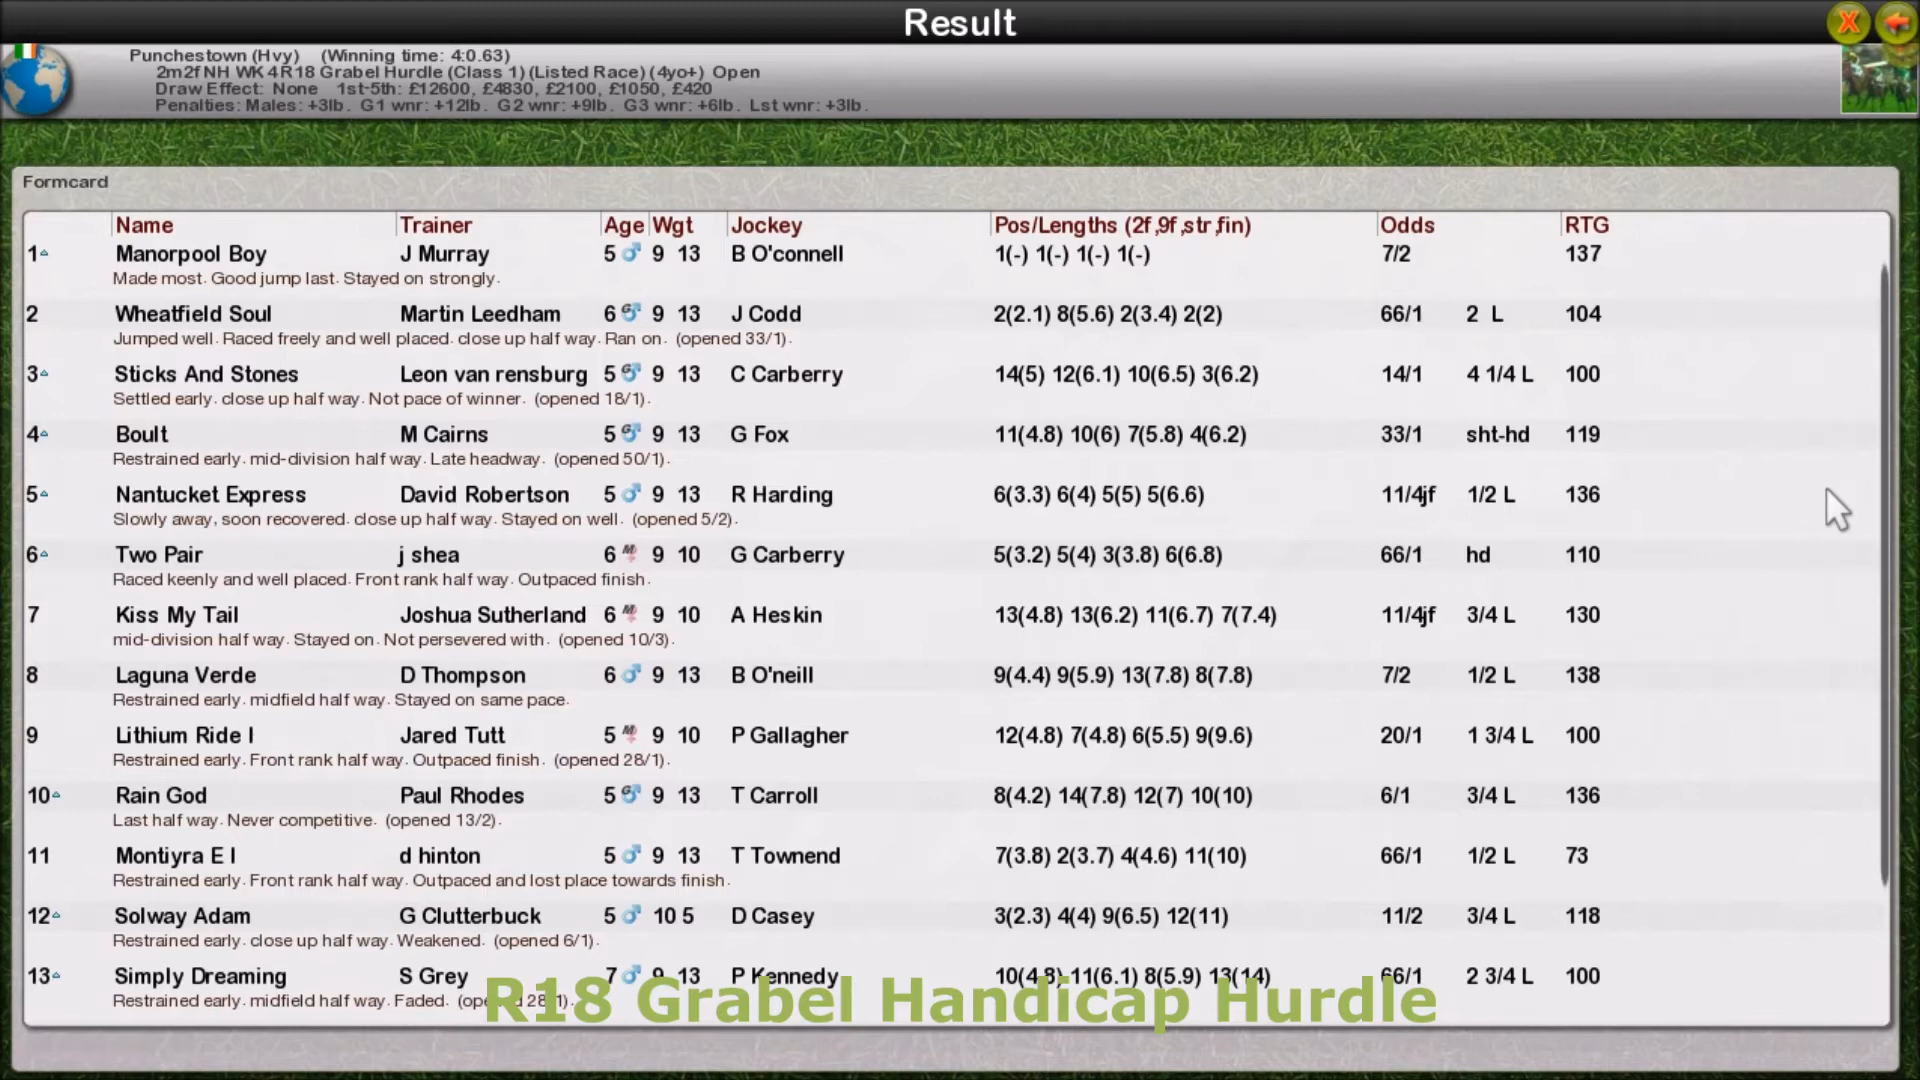 Result
Punchestown (Hvy) (Winning time: 4:0.63)
2m2f NH WK 4 R18 Grabel Hurdle (Class 1) (Listed Race) (4yo+) Open
Draw Effect: None 1st-5th: £12600, £4830, £2100, £1050, £420
Penalties: Males: +3lb. G1 wnr: +12lb. G2 wnr: +9lb. G3 wnr: +6lb. Lst wnr: +3lb.
Formcard
Name Trainer Age Wgt Jockey Pos/Lengths (2f,9f,str,fin) Odds RTG
1 Manorpool Boy J Murray 5 9 13 B O'connell 1(-) 1(-) 1(-) 1(-) 7/2 137
Made most. Good jump last. Stayed on strongly.
2 Wheatfield Soul Martin Leedham 6 9 13 J Codd 2(2.1) 8(5.6) 2(3.4) 2(2) 66/1 2 L 104
Jumped well. Raced freely and well placed. close up half way. Ran on. (opened 33/1).
3 Sticks And Stones Leon van rensburg 5 9 13 C Carberry 14(5) 12(6.1) 10(6.5) 3(6.2) 14/1 4 1/4 L 100
Settled early. close up half way. Not pace of winner. (opened 18/1).
4 Boult M Cairns 5 9 13 G Fox 11(4.8) 10(6) 7(5.8) 4(6.2) 33/1 sht-hd 119
Restrained early. mid-division half way. Late headway. (opened 50/1).
5 Nantucket Express David Robertson 5 9 13 R Harding 6(3.3) 6(4) 5(5) 5(6.6) 11/4jf 1/2 L 136
Slowly away, soon recovered. close up half way. Stayed on well. (opened 5/2).
6 Two Pair j shea 6 9 10 G Carberry 5(3.2) 5(4) 3(3.8) 6(6.8) 66/1 hd 110
Raced keenly and well placed. Front rank half way. Outpaced finish.
7 Kiss My Tail Joshua Sutherland 6 9 10 A Heskin 13(4.8) 13(6.2) 11(6.7) 7(7.4) 11/4jf 3/4 L 130
mid-division half way. Stayed on. Not persevered with. (opened 10/3).
8 Laguna Verde D Thompson 6 9 13 B O'neill 9(4.4) 9(5.9) 13(7.8) 8(7.8) 7/2 1/2 L 138
Restrained early. midfield half way. Stayed on same pace.
9 Lithium Ride I Jared Tutt 5 9 10 P Gallagher 12(4.8) 7(4.8) 6(5.5) 9(9.6) 20/1 1 3/4 L 100
Restrained early. Front rank half way. Outpaced finish. (opened 28/1).
10 Rain God Paul Rhodes 5 9 13 T Carroll 8(4.2) 14(7.8) 12(7) 10(10) 6/1 3/4 L 136
Last half way. Never competitive. (opened 13/2).
11 Montiyra E I d hinton 5 9 13 T Townend 7(3.8) 2(3.7) 4(4.6) 11(10) 66/1 1/2 L 73
Restrained early. Front rank half way. Outpaced and lost place towards finish.
12 Solway Adam G Clutterbuck 5 10 5 D Casey 3(2.3) 4(4) 9(6.5) 12(11) 11/2 3/4 L 118
Restrained early. close up half way. Weakened. (opened 6/1).
13 Simply Dreaming S Grey 7 9 13 P Kennedy 10(4.8) 11(6.1) 8(5.9) 13(14) 66/1 2 3/4 L 100
Restrained early. midfield half way. Faded.
R18 Grabel Handicap Hurdle